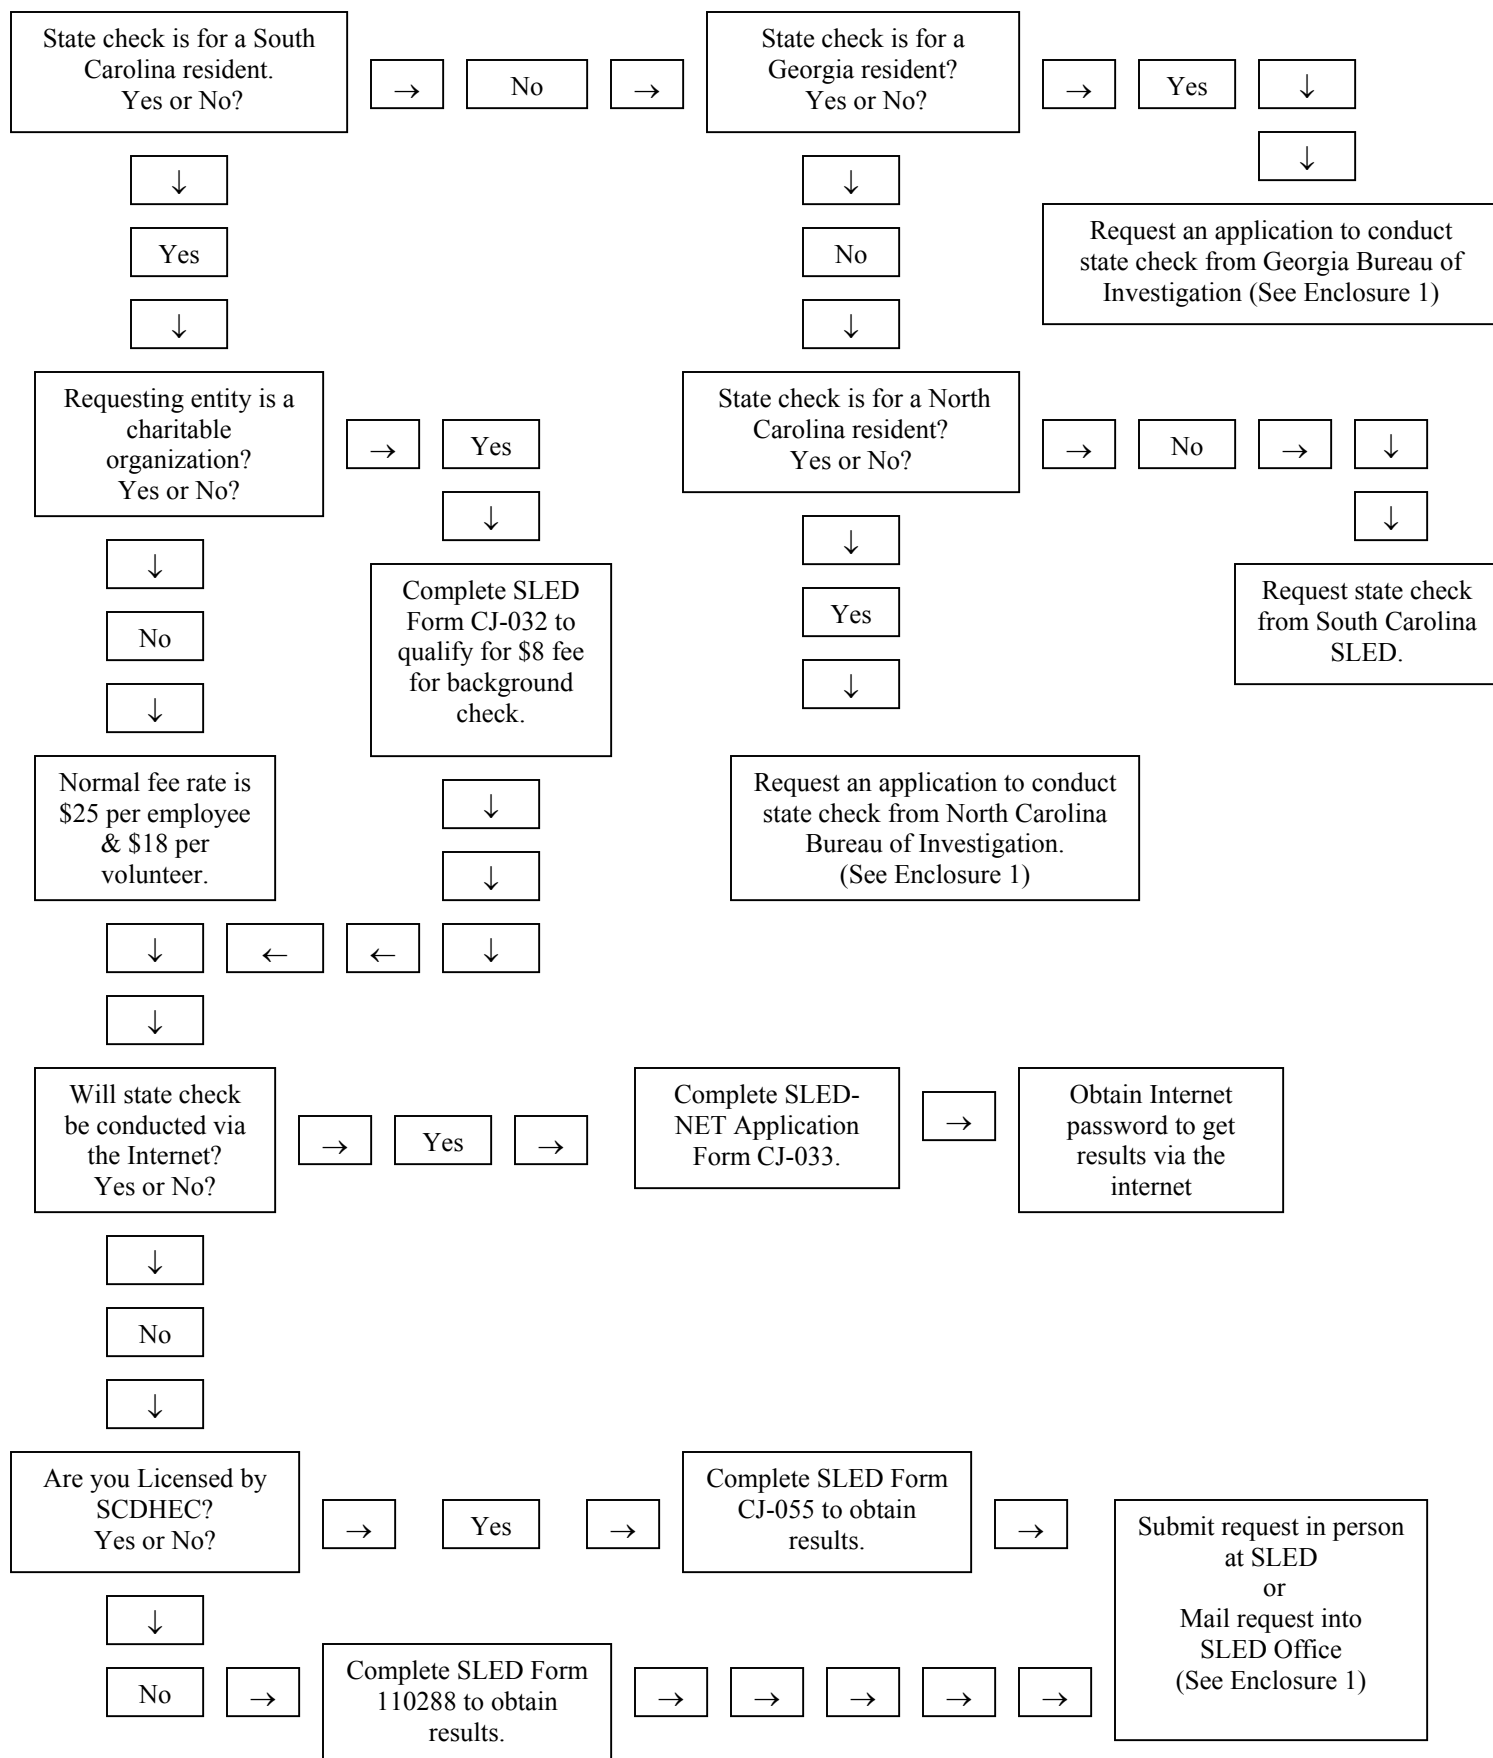 State check is for a South
Carolina resident.
Yes or No?
→
No
→
State check is for a
Georgia resident?
Yes or No?
→
Yes
↓
↓
↓
↓
Request an application to conduct
state check from Georgia Bureau of
Investigation (See Enclosure 1)
Yes
No
↓
↓
Requesting entity is a
charitable
organization?
Yes or No?
→
Yes
State check is for a North
Carolina resident?
Yes or No?
→
No
→
↓
↓
↓
↓
↓
Complete SLED
Form CJ-032 to
qualify for $8 fee
for background
check.
Request state check
from South Carolina
SLED.
No
Yes
↓
↓
Normal fee rate is
$25 per employee
& $18 per
volunteer.
↓
Request an application to conduct
state check from North Carolina
Bureau of Investigation.
(See Enclosure 1)
↓
↓
←
←
↓
↓
Will state check
be conducted via
the Internet?
Yes or No?
→
Yes
→
Complete SLED-
NET Application
Form CJ-033.
→
Obtain Internet
password to get
results via the
internet
↓
No
↓
Are you Licensed by
SCDHEC?
Yes or No?
→
Yes
→
Complete SLED Form
CJ-055 to obtain
results.
→
Submit request in person
at SLED
or
Mail request into
SLED Office
(See Enclosure 1)
↓
No
→
Complete SLED Form
110288 to obtain
results.
→
→
→
→
→